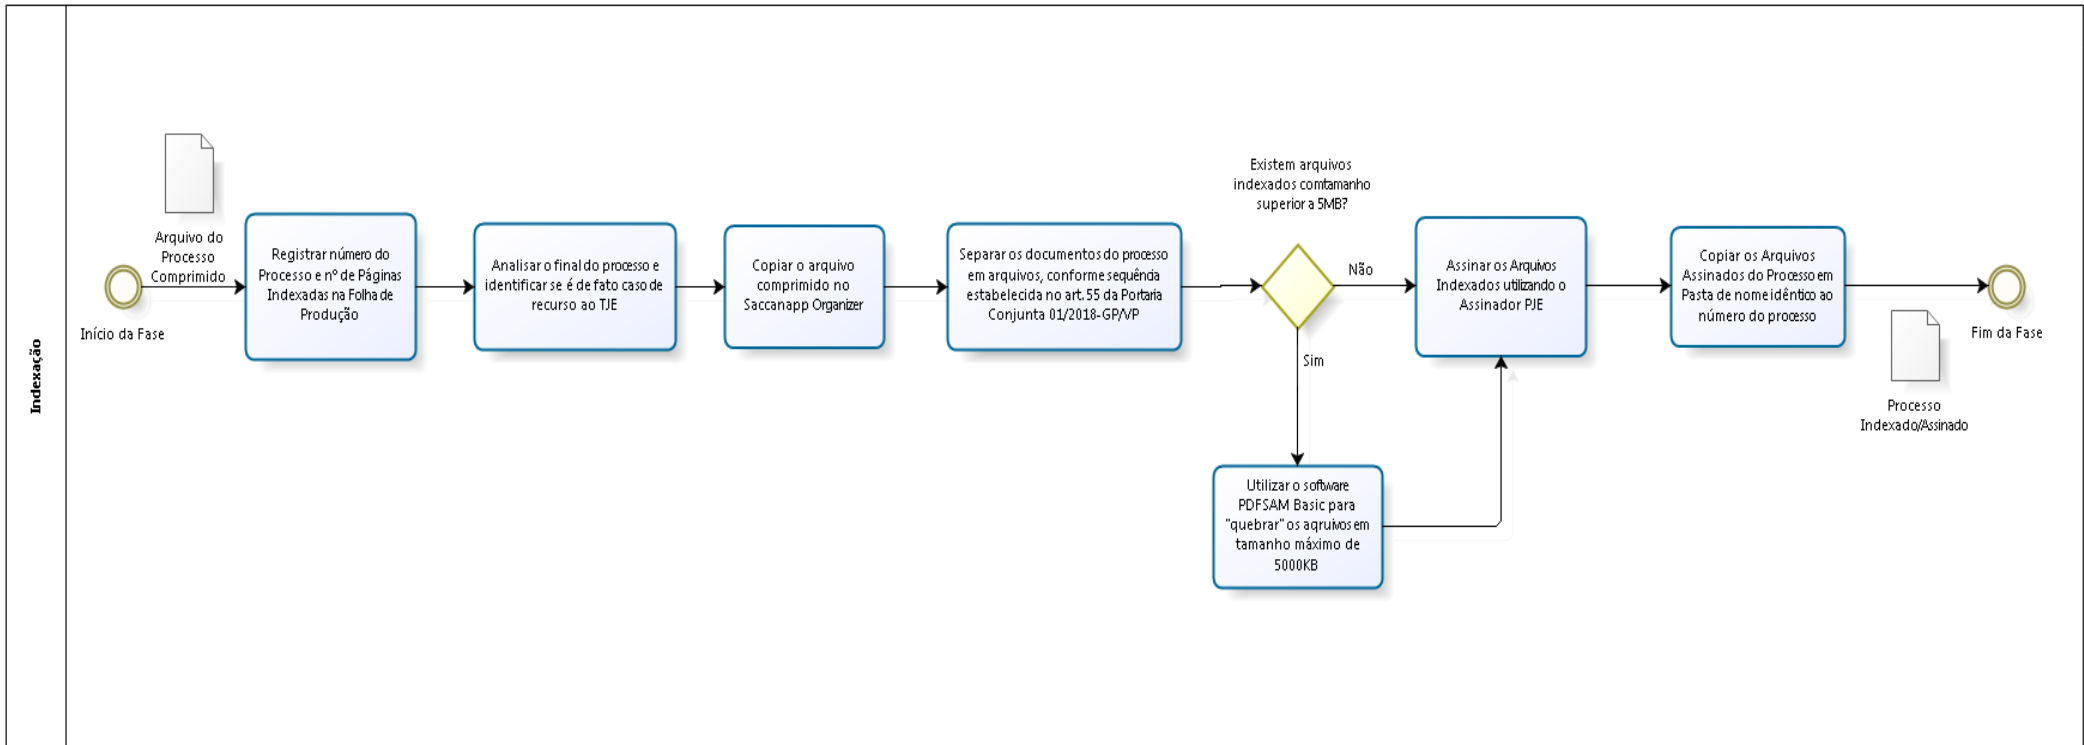 Indexação
Início da Fase
Arquivo do
Processo
Comprimido
Registrar número do
Processo e nº de Páginas
Indexadas na Folha de
Produção
Analisar o final do processo e
identificar se é de fato caso de
recurso ao TJE
Copiar o arquivo
comprimido no
Saccanapp Organizer
Separar os documentos do processo
em arquivos, conforme sequência
estabelecida no art. 55 da Portaria
Conjunta 01/2018-GP/VP
Existem arquivos
indexados comtamanho
superior a 5MB?
Não
Sim
Utilizar o software
PDFSAM Basic para
"quebrar" os aqruivos em
tamanho máximo de
5000KB
Assinar os Arquivos
Indexados utilizando o
Assinador PJE
Copiar os Arquivos
Assinados do Processo em
Pasta de nome idêntico ao
número do processo
Processo
Indexado/Assinado
Fim da Fase